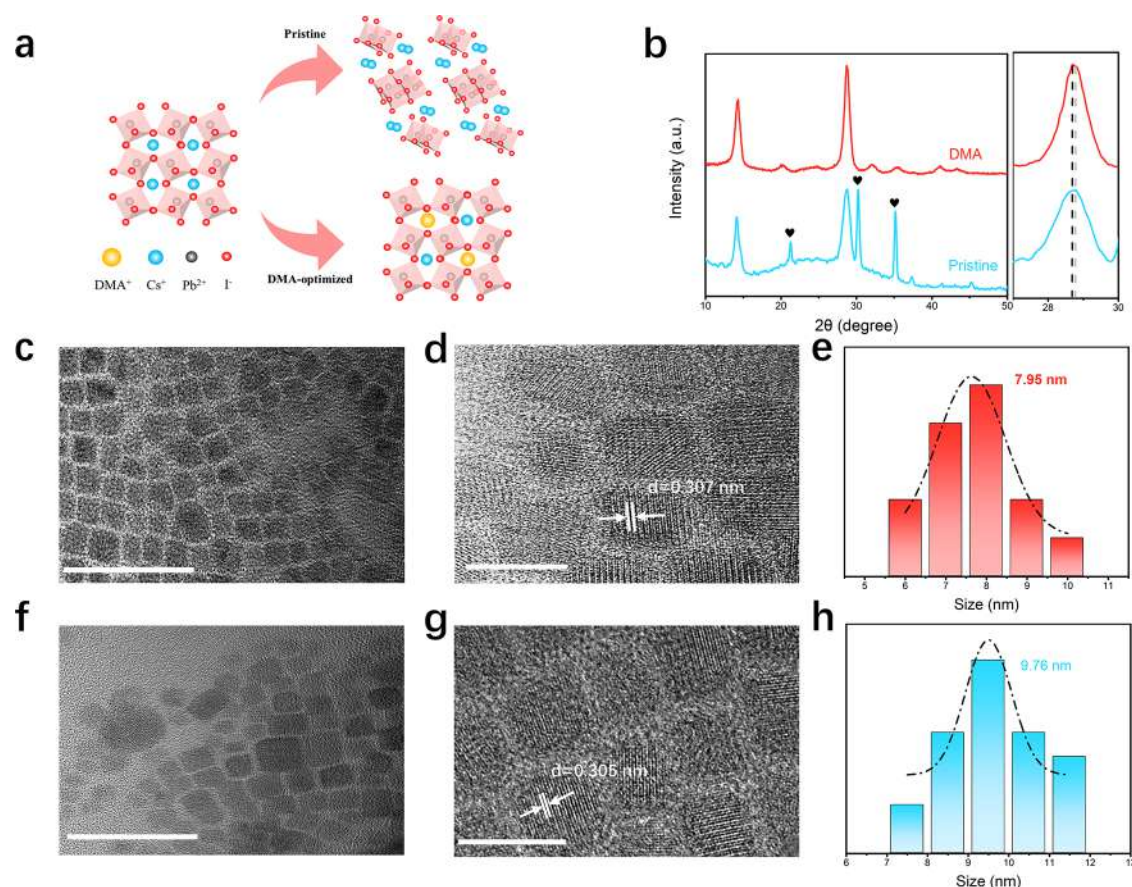 a
Pristine
DMA-optimized
DMA⁺ Cs⁺ Pb²⁺ I⁻
b
Intensity (a.u.)
DMA
Pristine
♥ ♥ ♥
10 20 30 40 50 28 30
2θ (degree)
c
d
d=0.307 nm
e
7.95 nm
5 6 7 8 9 10 11
Size (nm)
f
g
d=0.305 nm
h
9.76 nm
6 7 8 9 10 11 12 13
Size (nm)